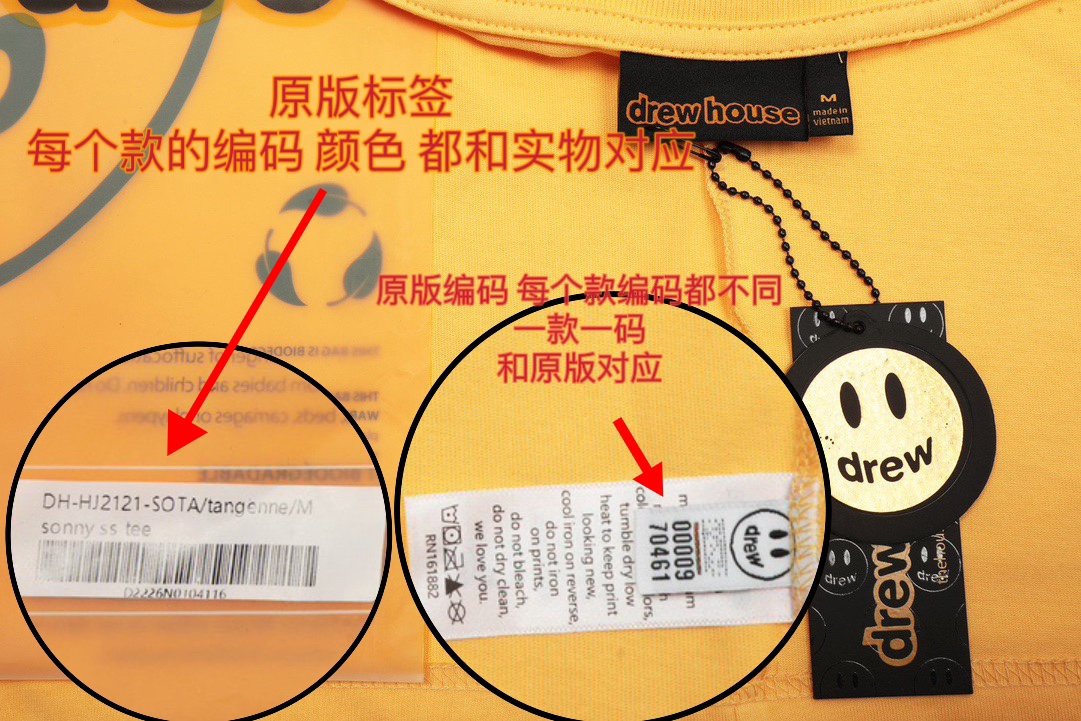 原版标签
每个款的编码 颜色 都和实物对应
drew house
M
made in
vietnam
原版编码 每个款编码都不同
一款一码
和原版对应
THIS BAG IS BIODEGRADABLE
BIODEGRADABLE
DH-HJ2121-SOTA/tangerine/M
sonny ss tee
D2226N0104116
tumble dry low
heat to keep print
looking new,
cool iron on reverse,
do not iron
on prints,
do not bleach,
do not dry clean,
we love you.
RN161882
00009
70461
drew
drew
drew
drew
drew